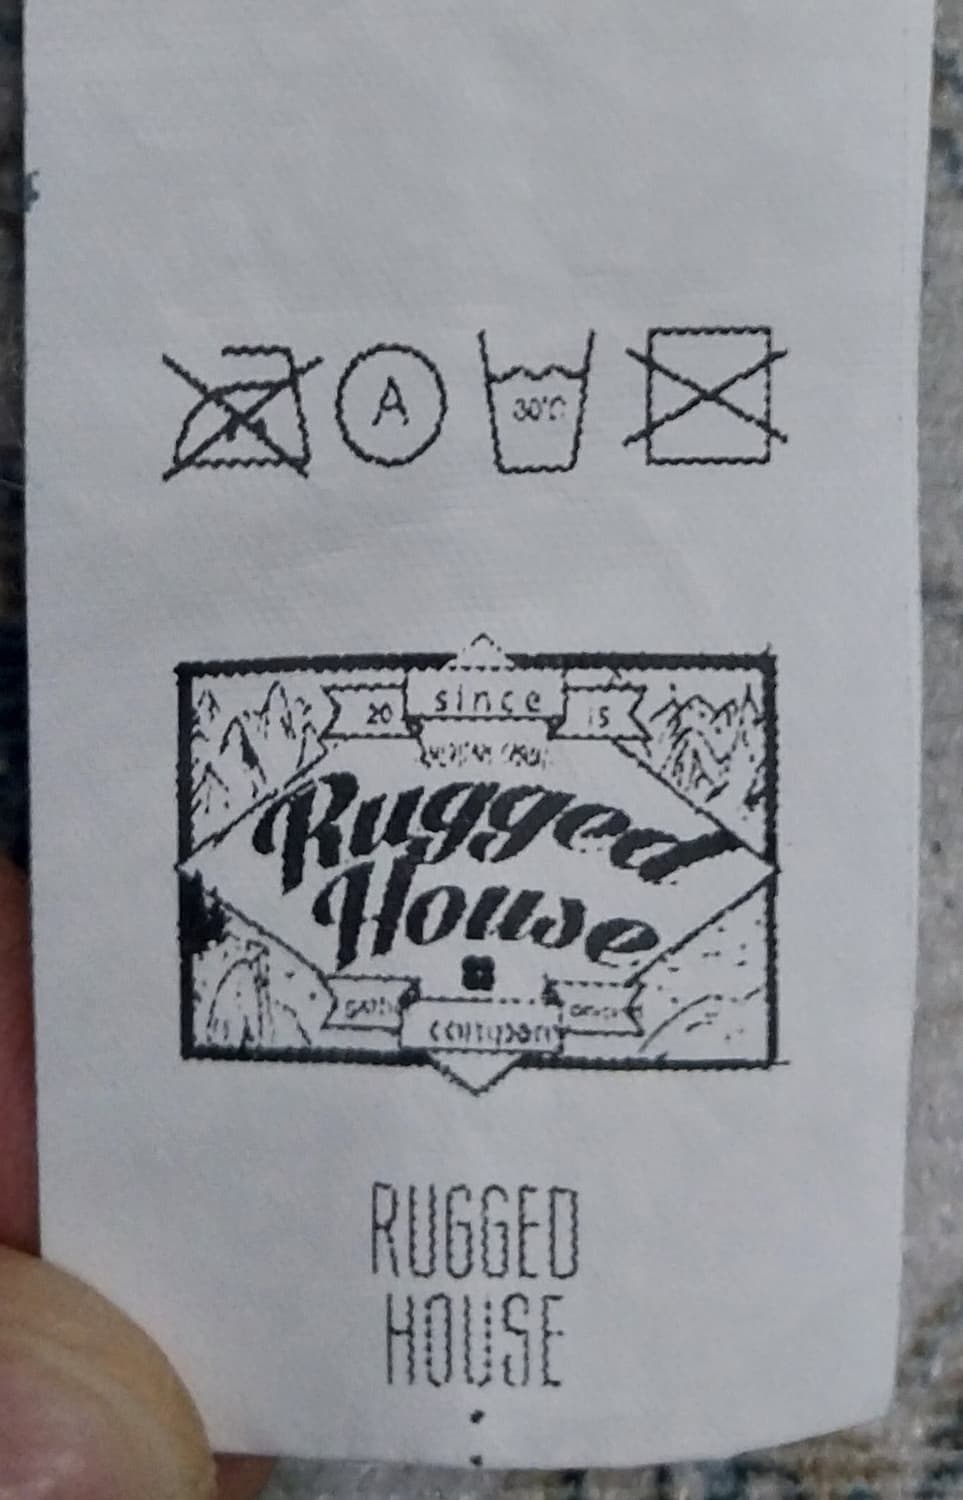 A 30°C
20 since 15
Rugged
House
company
RUGGED
HOUSE